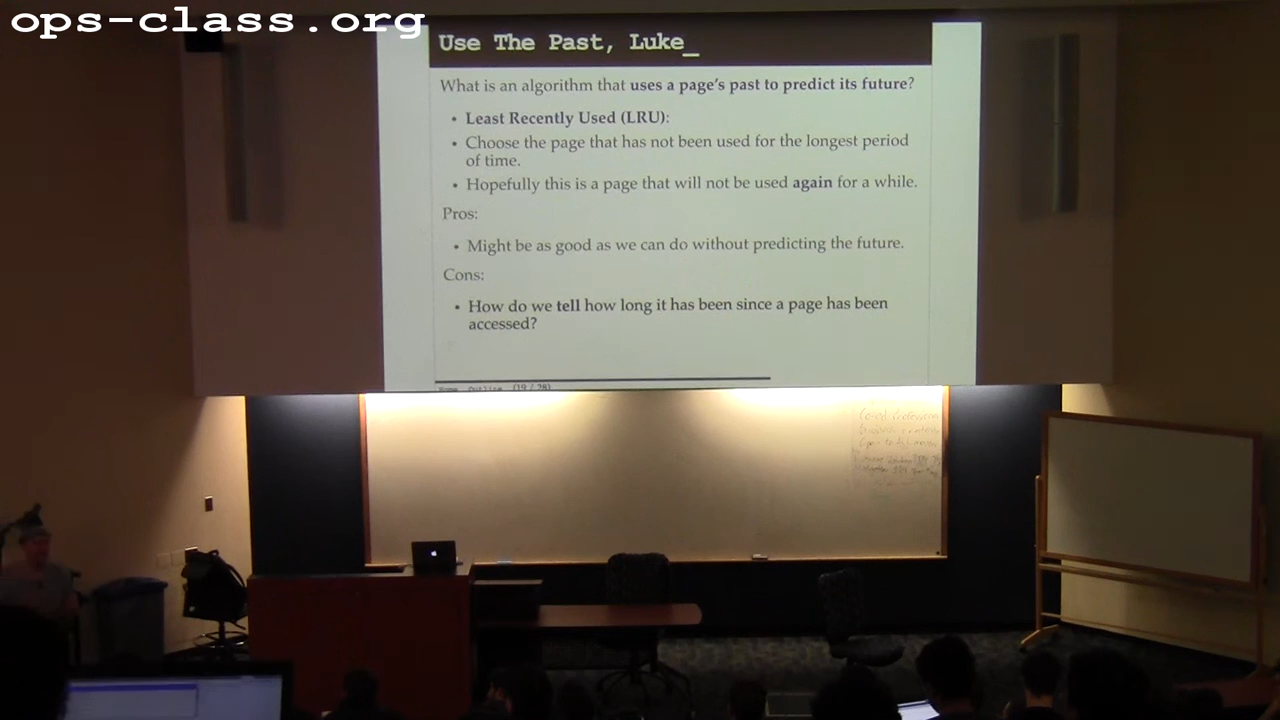 ops-class.org
Use The Past, Luke_
What is an algorithm that uses a page's past to predict its future?
• Least Recently Used (LRU):
• Choose the page that has not been used for the longest period
of time.
• Hopefully this is a page that will not be used again for a while.
Pros:
• Might be as good as we can do without predicting the future.
Cons:
• How do we tell how long it has been since a page has been
accessed?
(19 / 28)